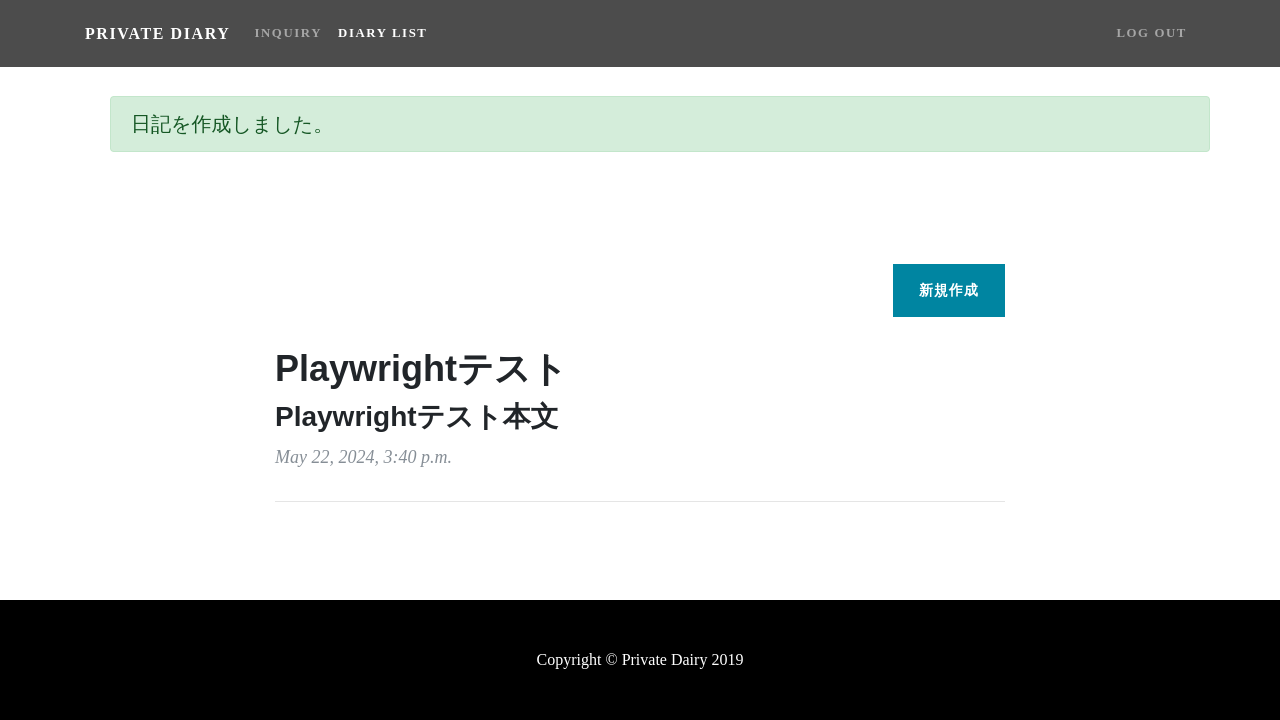 PRIVATE DIARY INQUIRY DIARY LIST LOG OUT
日記を作成しました。
新規作成
Playwrightテスト
Playwrightテスト本文
May 22, 2024, 3:40 p.m.
Copyright © Private Dairy 2019